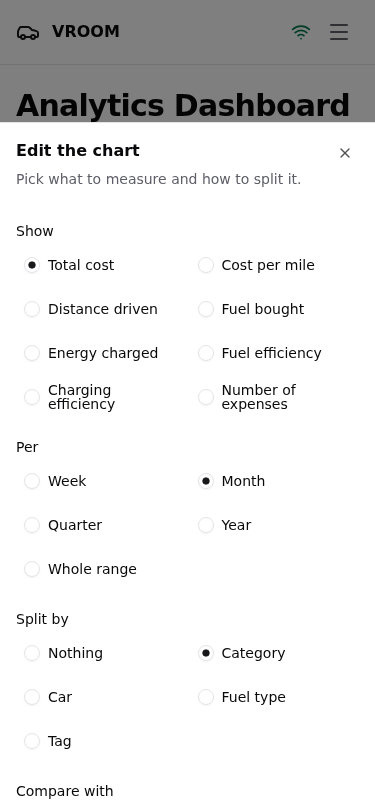 VROOM
Analytics Dashboard
Edit the chart
Pick what to measure and how to split it.
Show
Total cost
Cost per mile
Distance driven
Fuel bought
Energy charged
Fuel efficiency
Charging
efficiency
Number of
expenses
Per
Week
Month
Quarter
Year
Whole range
Split by
Nothing
Category
Car
Fuel type
Tag
Compare with